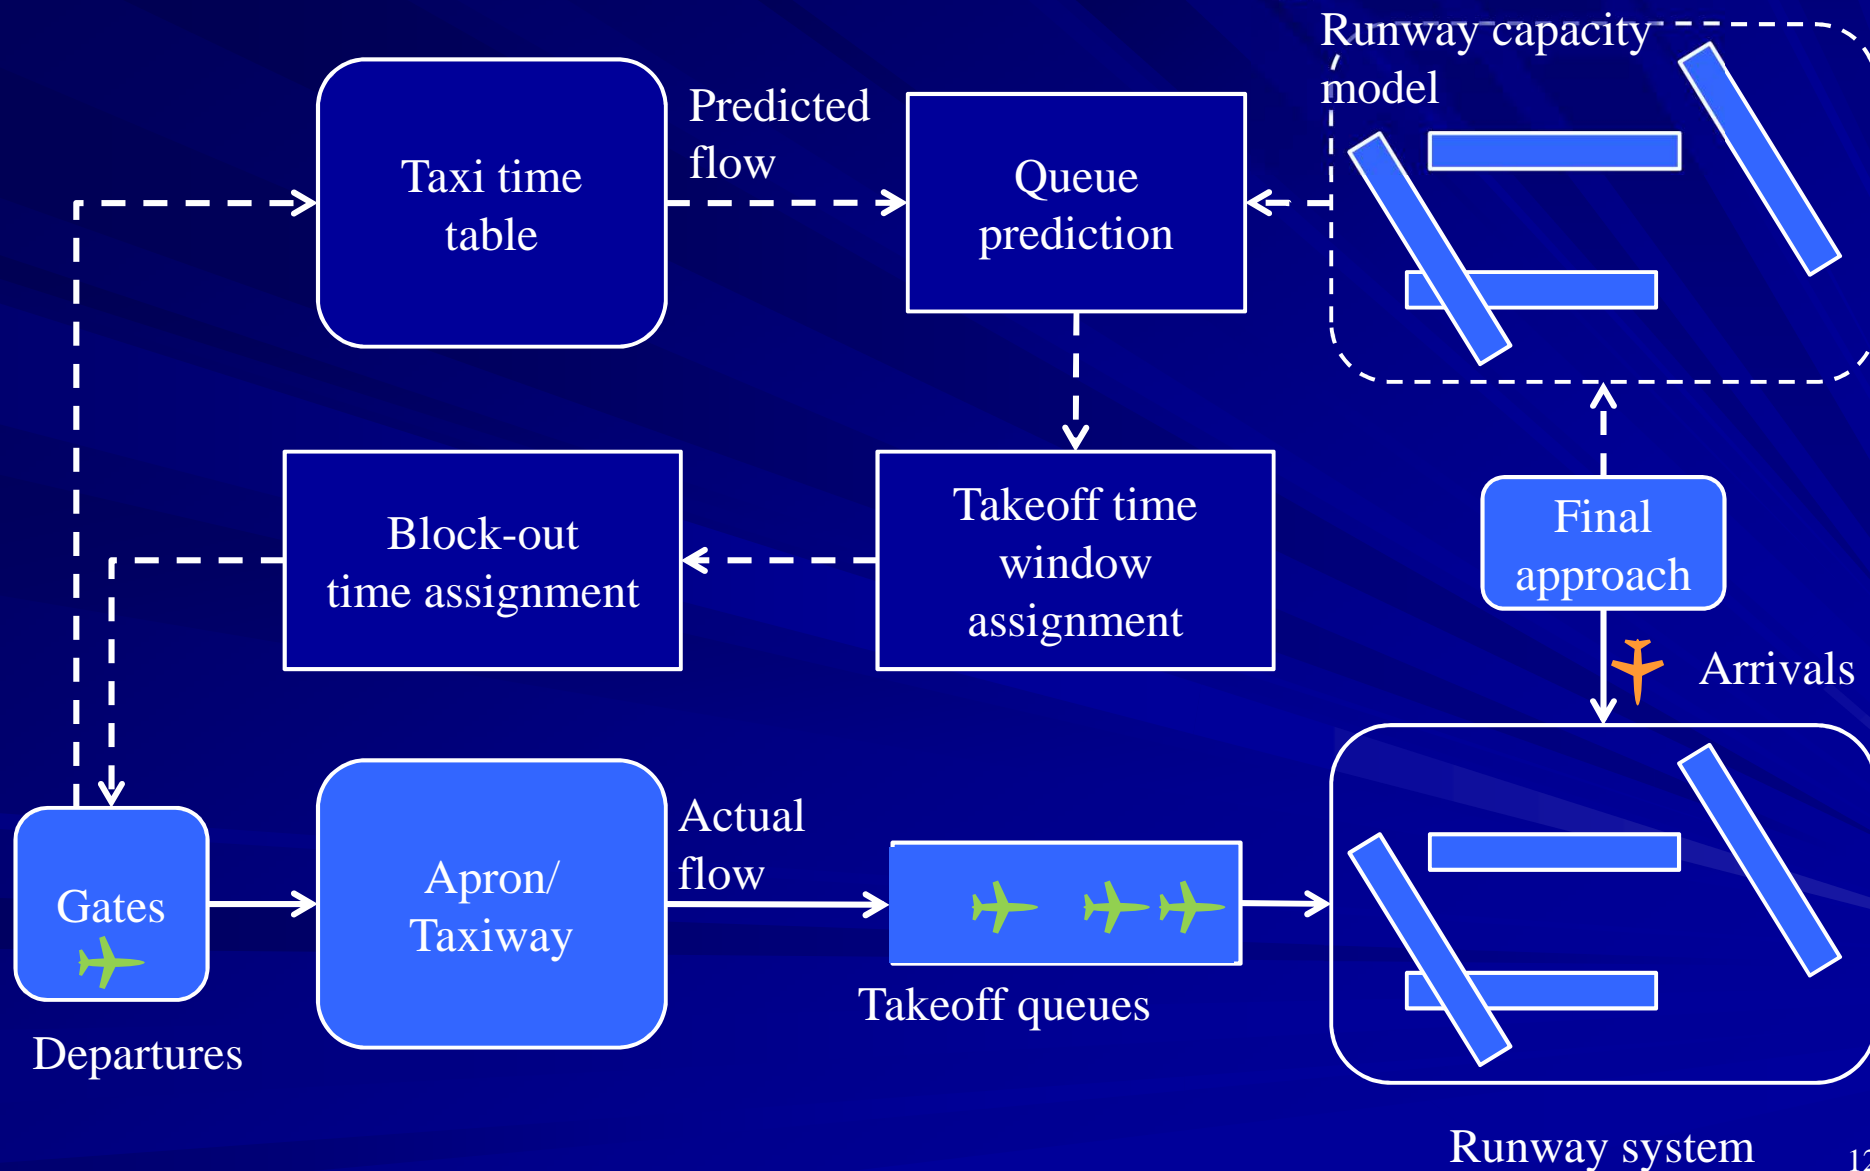 Runway capacity
model
Predicted
flow
Taxi time
table
Queue
prediction
Block-out
time assignment
Takeoff time
window
assignment
Final
approach
Arrivals
Actual
flow
Gates
Apron/
Taxiway
Takeoff queues
Departures
Runway system